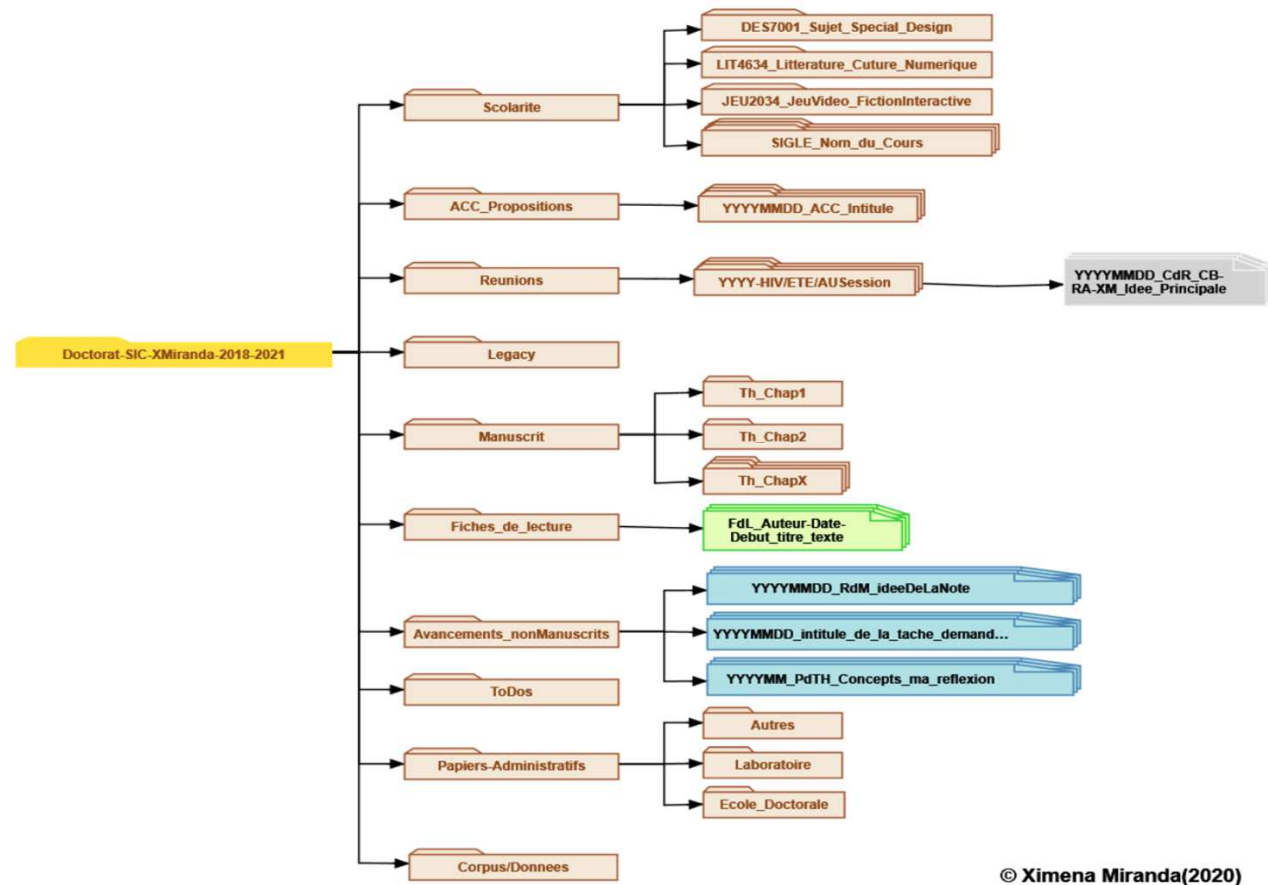 DES7001_Sujet_Special_Design
LIT4634_Litterature_Cuture_Numerique
Scolarite
JEU2034_JeuVideo_FictionInteractive
SIGLE_Nom_du_Cours
ACC_Propositions
YYYYMMDD_ACC_Intitule
Reunions
YYYY-HIV/ETE/AUSession
YYYYMMDD_CdR_CB-
RA-XM_Idee_Principale
Doctorat-SIC-XMiranda-2018-2021
Legacy
Th_Chap1
Manuscrit
Th_Chap2
Th_ChapX
Fiches_de_lecture
FdL_Auteur-Date-
Debut_titre_texte
YYYYMMDD_RdM_ideeDeLaNote
Avancements_nonManuscrits
YYYYMMDD_intitule_de_la_tache_demand...
YYYYMM_PdTH_Concepts_ma_reflexion
ToDos
Autres
Papiers-Administratifs
Laboratoire
Ecole_Doctorale
Corpus/Donnees
© Ximena Miranda(2020)